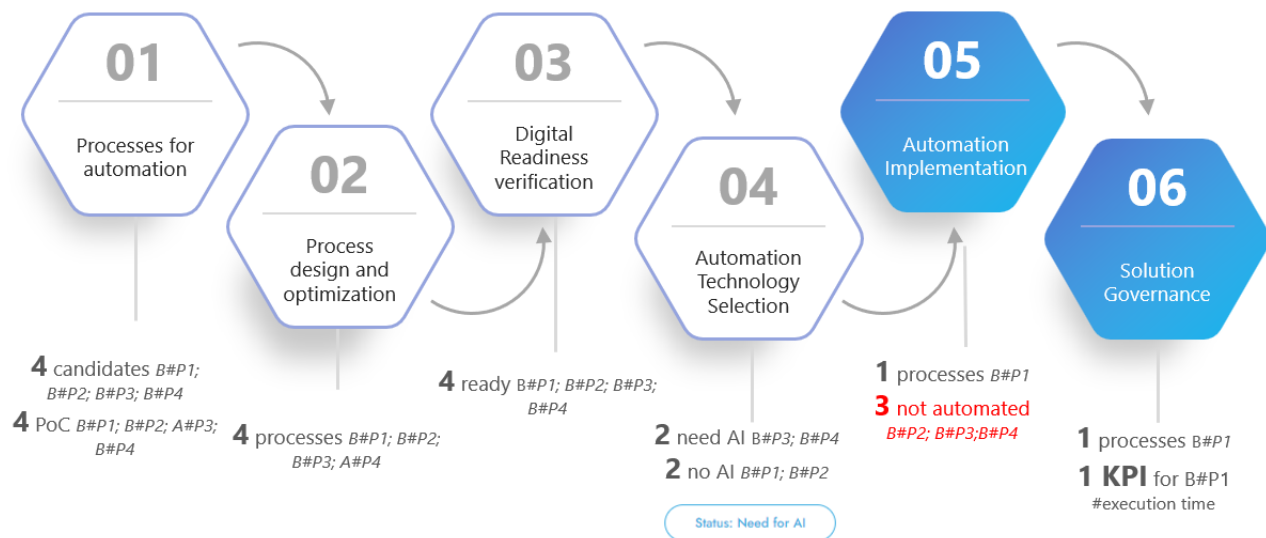 01
Processes for
automation
4 candidates B#P1;
B#P2; B#P3; B#P4
4 PoC B#P1; B#P2; A#P3;
B#P4
02
Process
design and
optimization
4 processes B#P1; B#P2;
B#P3; A#P4
03
Digital
Readiness
verification
4 ready B#P1; B#P2; B#P3;
B#P4
04
Automation
Technology
Selection
2 need AI B#P3; B#P4
2 no AI B#P1; B#P2
Status: Need for AI
05
Automation
Implementation
1 processes B#P1
3 not automated
B#P2; B#P3;B#P4
06
Solution
Governance
1 processes B#P1
1 KPI for B#P1
#execution time